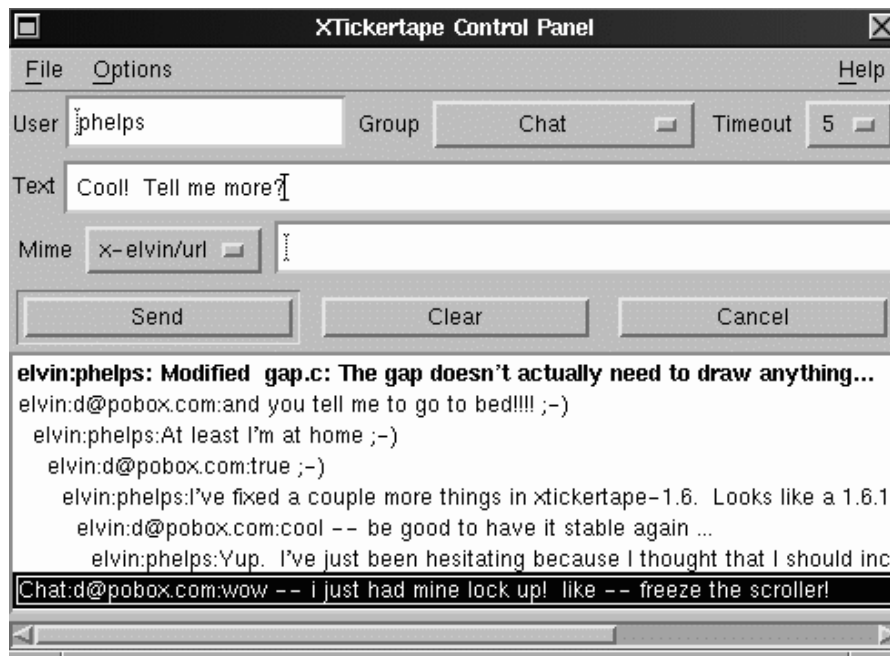 XTickertape Control Panel
File Options Help
User phelps Group Chat Timeout 5
Text Cool!  Tell me more?
Mime x-elvin/url
Send Clear Cancel
elvin:phelps: Modified  gap.c: The gap doesn't actually need to draw anything...
elvin:d@pobox.com:and you tell me to go to bed!!!! ;-)
elvin:phelps:At least I'm at home ;-)
elvin:d@pobox.com:true ;-)
elvin:phelps:I've fixed a couple more things in xtickertape-1.6.  Looks like a 1.6.1
elvin:d@pobox.com:cool -- be good to have it stable again ...
elvin:phelps:Yup.  I've just been hesitating because I thought that I should inc
Chat:d@pobox.com:wow -- i just had mine lock up!  like -- freeze the scroller!